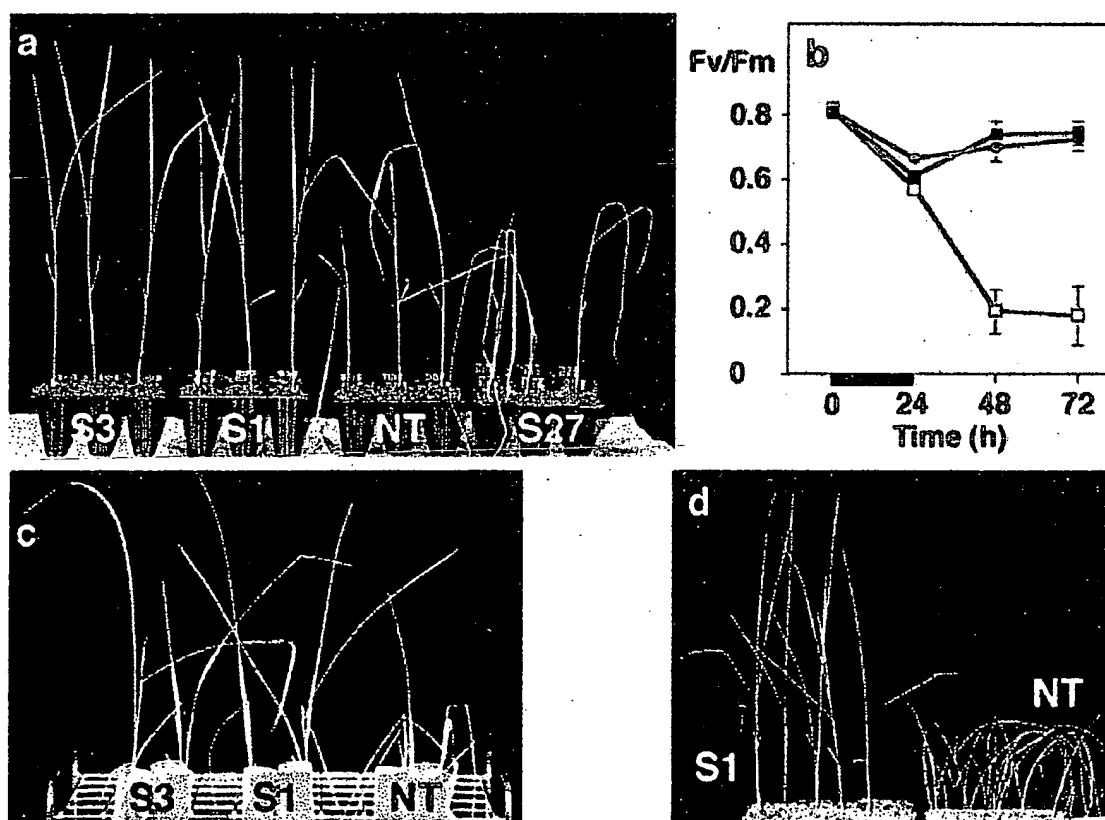 a
S3 S1 NT S27
b
Fv/Fm
0.8
0.6
0.4
0.2
0
0 24 48 72
Time (h)
c
S3 S1 NT
d
S1
NT